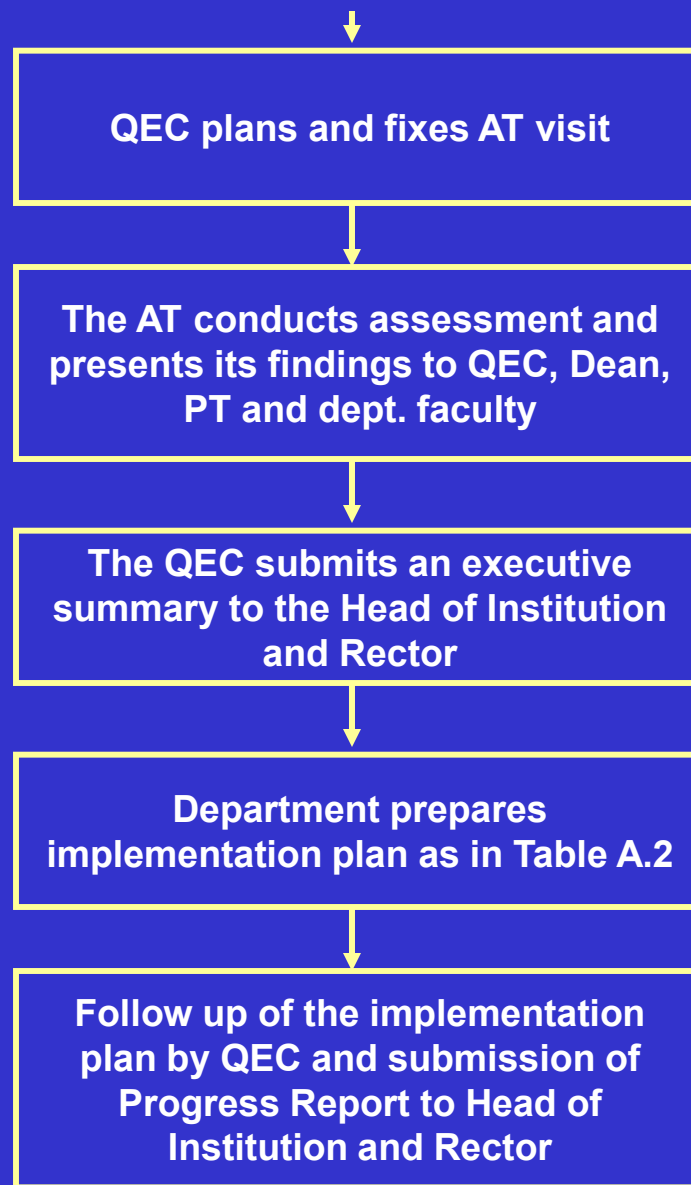 QEC plans and fixes AT visit
The AT conducts assessment and
presents its findings to QEC, Dean,
PT and dept. faculty
The QEC submits an executive
summary to the Head of Institution
and Rector
Department prepares
implementation plan as in Table A.2
Follow up of the implementation
plan by QEC and submission of
Progress Report to Head of
Institution and Rector